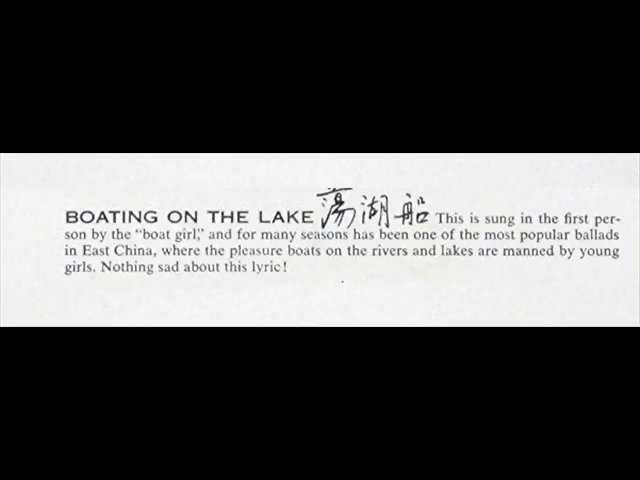 BOATING ON THE LAKE 蕩湖船 This is sung in the first per-
son by the "boat girl," and for many seasons has been one of the most popular ballads
in East China, where the pleasure boats on the rivers and lakes are manned by young
girls. Nothing sad about this lyric!